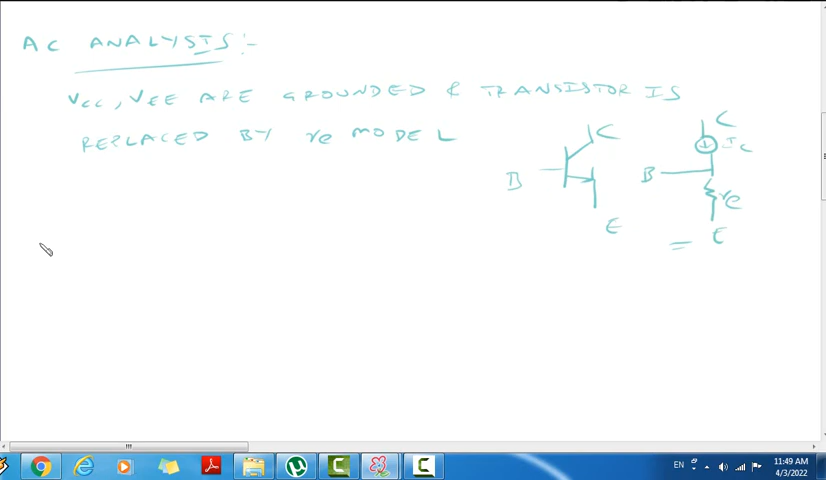 AC ANALYSIS :-
VCC, VEE ARE GROUNDED & TRANSISTOR IS
REPLACED BY re MODEL
C
B
E
C
IC
B
re
E
=
EN
11:49 AM
4/3/2022